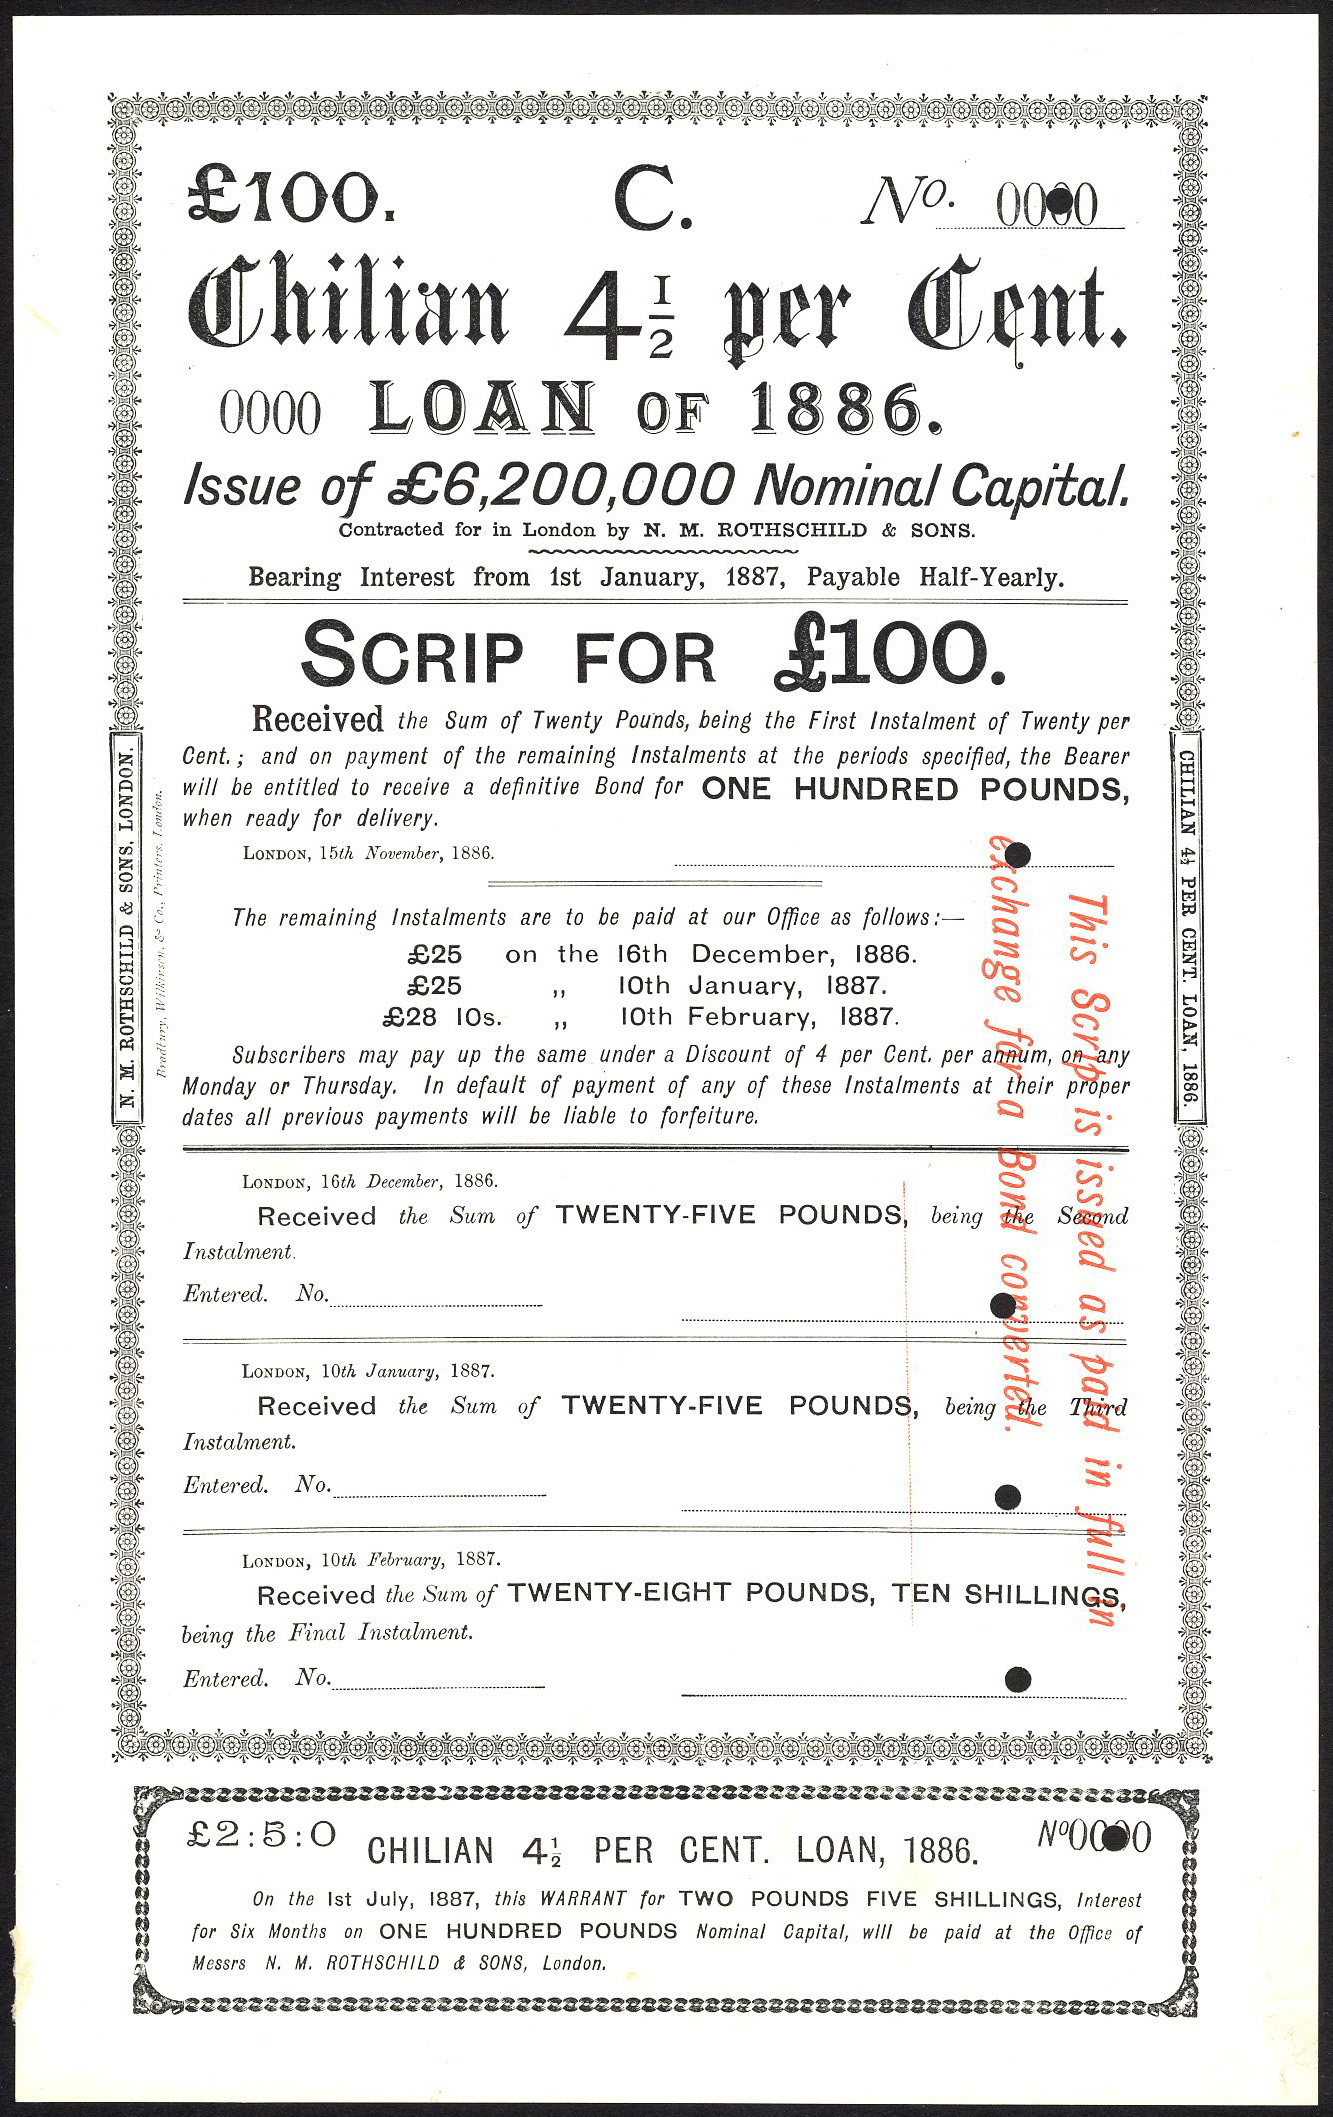 £100. C. No. 0000
Chilian 4½ per Cent.
0000 LOAN OF 1886.
Issue of £6,200,000 Nominal Capital.
Contracted for in London by N. M. ROTHSCHILD & SONS.
Bearing Interest from 1st January, 1887, Payable Half-Yearly.
SCRIP FOR £100.
Received the Sum of Twenty Pounds, being the First Instalment of Twenty per
Cent.; and on payment of the remaining Instalments at the periods specified, the Bearer
will be entitled to receive a definitive Bond for ONE HUNDRED POUNDS,
when ready for delivery.
LONDON, 15th November, 1886.
The remaining Instalments are to be paid at our Office as follows:—
£25 on the 16th December, 1886.
£25 „ 10th January, 1887.
£28 10s. „ 10th February, 1887.
Subscribers may pay up the same under a Discount of 4 per Cent. per annum, on any
Monday or Thursday. In default of payment of any of these Instalments at their proper
dates all previous payments will be liable to forfeiture.
LONDON, 16th December, 1886.
Received the Sum of TWENTY-FIVE POUNDS, being the Second
Instalment.
Entered. No.
LONDON, 10th January, 1887.
Received the Sum of TWENTY-FIVE POUNDS, being the Third
Instalment.
Entered. No.
LONDON, 10th February, 1887.
Received the Sum of TWENTY-EIGHT POUNDS, TEN SHILLINGS,
being the Final Instalment.
Entered. No.
N. M. ROTHSCHILD & SONS, LONDON.
Bradbury, Wilkinson, & Co., Printers, London.
CHILIAN 4½ PER CENT. LOAN, 1886.
This Scrip is issued as paid in full in
exchange for a Bond converted.
£2:5:0 CHILIAN 4½ PER CENT. LOAN, 1886. No 0000
On the 1st July, 1887, this WARRANT for TWO POUNDS FIVE SHILLINGS, Interest
for Six Months on ONE HUNDRED POUNDS Nominal Capital, will be paid at the Office of
Messrs N. M. ROTHSCHILD & SONS, London.